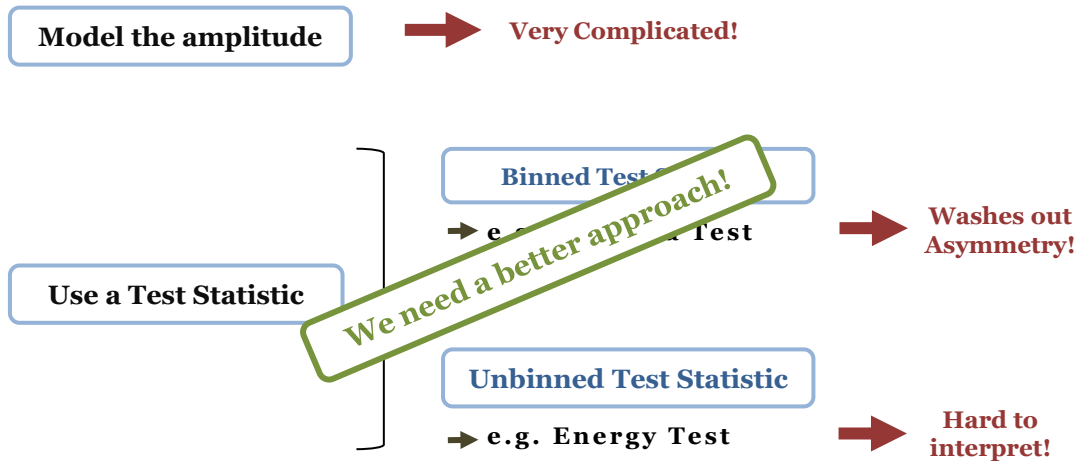 Model the amplitude
Very Complicated!
Binned Test
e. Test
We need a better approach!
Washes out
Asymmetry!
Use a Test Statistic
Unbinned Test Statistic
e.g. Energy Test
Hard to
interpret!